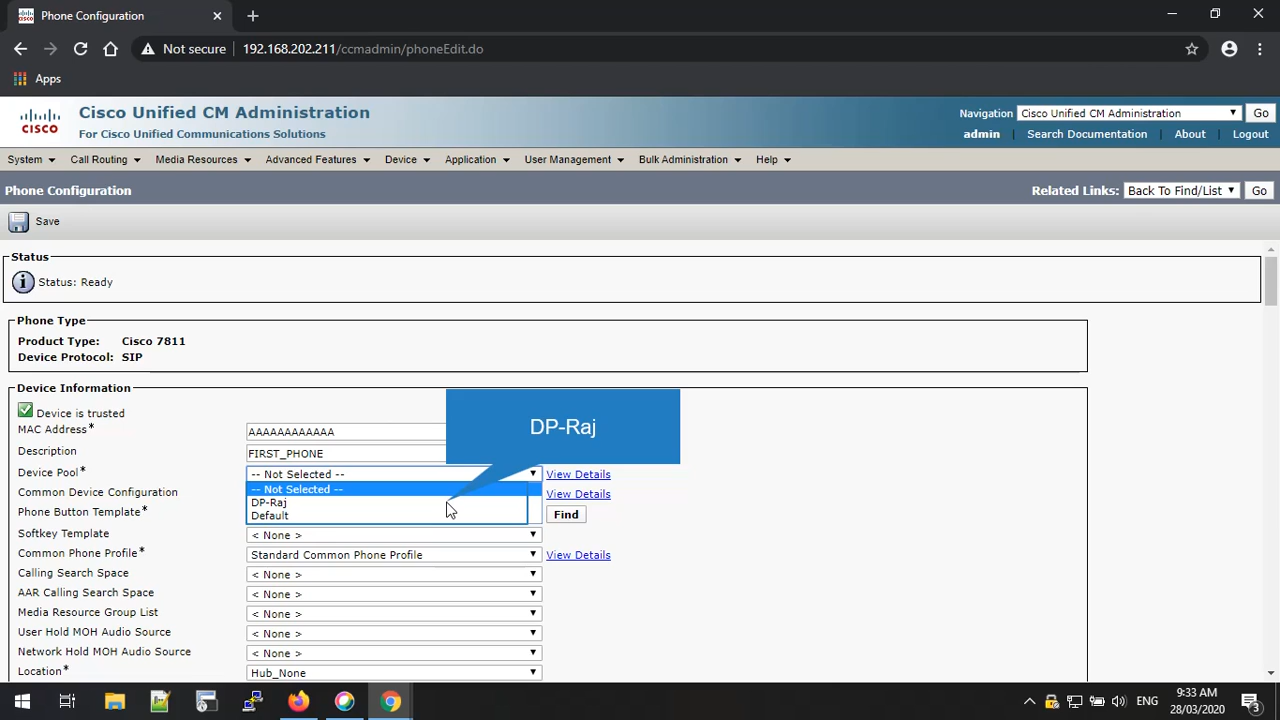 Phone Configuration
Not secure 192.168.202.211/ccmadmin/phoneEdit.do
Apps
CISCO
Cisco Unified CM Administration
For Cisco Unified Communications Solutions
Navigation Cisco Unified CM Administration Go
admin Search Documentation About Logout
System Call Routing Media Resources Advanced Features Device Application User Management Bulk Administration Help
Phone Configuration
Related Links: Back To Find/List Go
Save
Status
Status: Ready
Phone Type
Product Type: Cisco 7811
Device Protocol: SIP
Device Information
Device is trusted
MAC Address* AAAAAAAAAAAA
DP-Raj
Description FIRST_PHONE
Device Pool* -- Not Selected -- View Details
-- Not Selected --
Common Device Configuration View Details
DP-Raj
Phone Button Template* Find
Default
Softkey Template < None >
Common Phone Profile* Standard Common Phone Profile View Details
Calling Search Space < None >
AAR Calling Search Space < None >
Media Resource Group List < None >
User Hold MOH Audio Source < None >
Network Hold MOH Audio Source < None >
Location* Hub_None
ENG
9:33 AM
28/03/2020
3